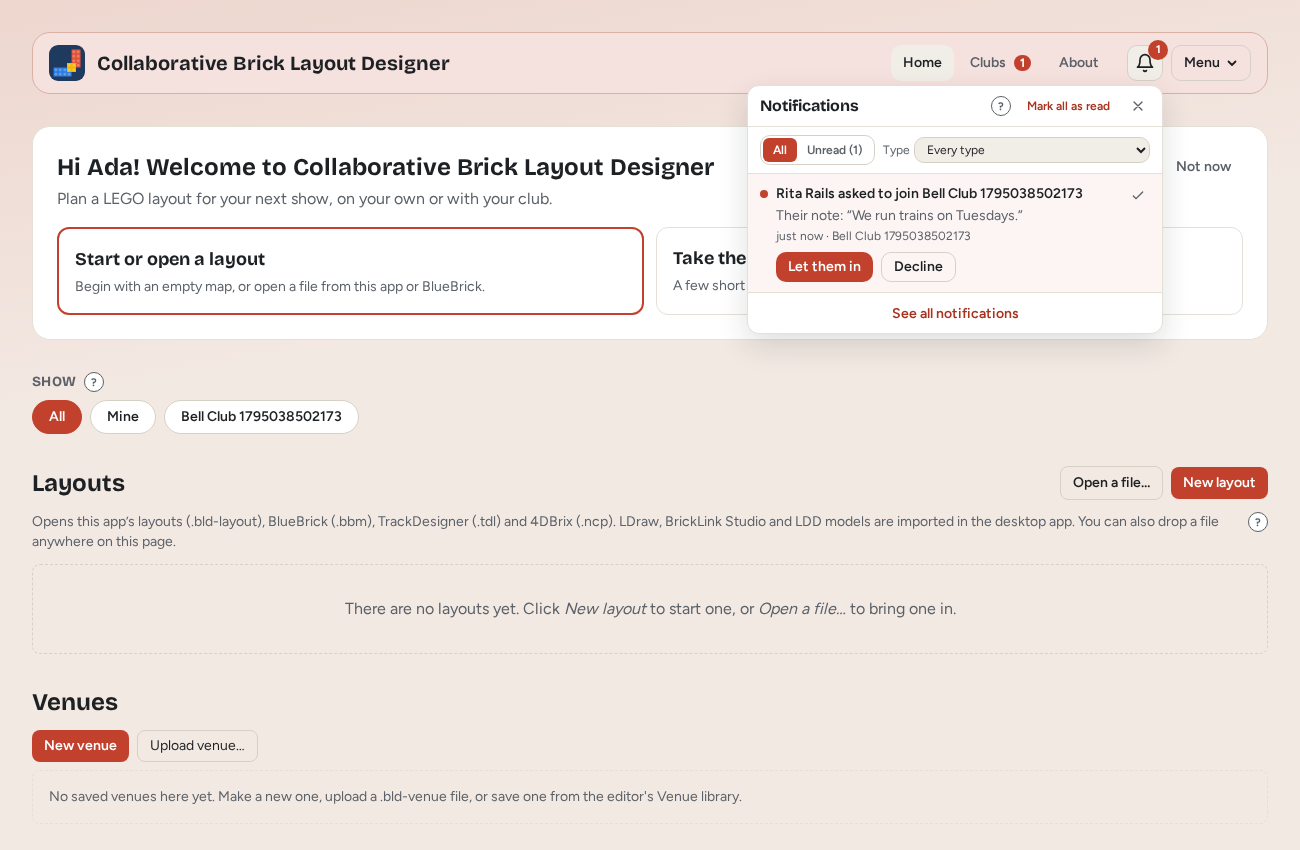 Collaborative Brick Layout Designer
Home
Clubs 1
About
1
Menu
Notifications
?
Mark all as read
All
Unread (1)
Type
Every type
Rita Rails asked to join Bell Club 1795038502173
Their note: “We run trains on Tuesdays.”
just now · Bell Club 1795038502173
Let them in
Decline
See all notifications
Hi Ada! Welcome to Collaborative Brick Layout Designer
Not now
Plan a LEGO layout for your next show, on your own or with your club.
Start or open a layout
Begin with an empty map, or open a file from this app or BlueBrick.
Take the
A few short
SHOW ?
All
Mine
Bell Club 1795038502173
Layouts
Open a file...
New layout
Opens this app’s layouts (.bld-layout), BlueBrick (.bbm), TrackDesigner (.tdl) and 4DBrix (.ncp). LDraw, BrickLink Studio and LDD models are imported in the desktop app. You can also drop a file
anywhere on this page.
?
There are no layouts yet. Click New layout to start one, or Open a file... to bring one in.
Venues
New venue
Upload venue...
No saved venues here yet. Make a new one, upload a .bld-venue file, or save one from the editor's Venue library.